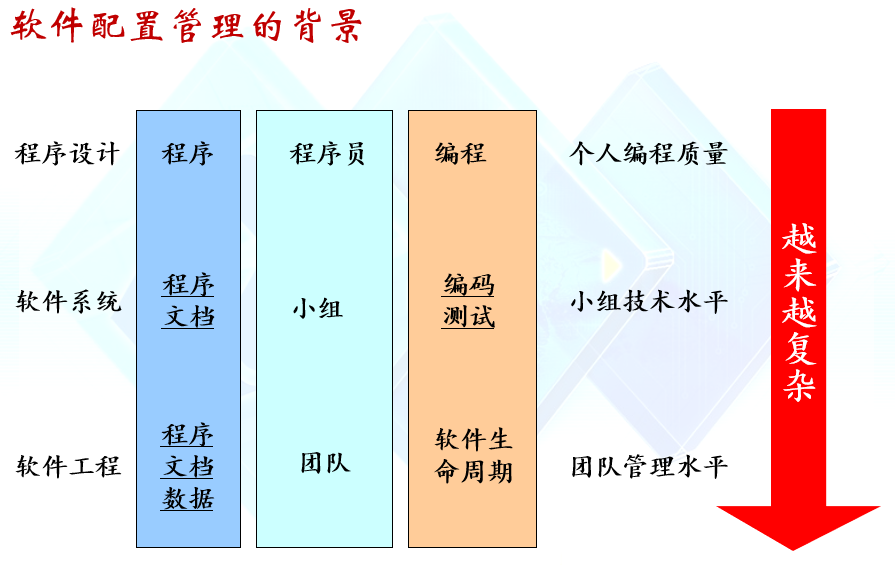 软件配置管理的背景
程序设计 程序 程序员 编程 个人编程质量
软件系统 程序 文档 小组 编码 测试 小组技术水平
软件工程 程序 文档 数据 团队 软件生 命周期 团队管理水平
越来越复杂